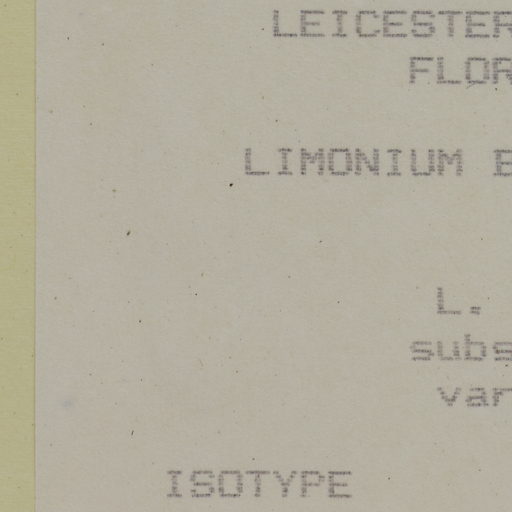 LEICESTER
FLOR
LIMONIUM B
L.
subs
var
ISOTYPE